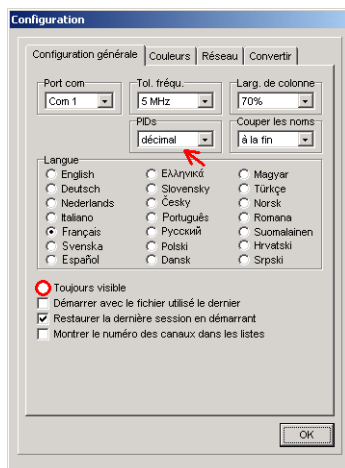 Configuration
Configuration générale Couleurs Réseau Convertir
Port com Tol. fréqu. Larg. de colonne
Com 1 5 MHz 70%
PIDs Couper les noms
décimal à la fin
Langue
English Ελληνικά Magyar
Deutsch Slovensky Türkçe
Nederlands Česky Norsk
Italiano Português Romana
Français Русский Suomalainen
Svenska Polski Hrvatski
Español Dansk Srpski
Toujours visible
Démarrer avec le fichier utilisé le dernier
Restaurer la dernière session en démarrant
Montrer le numéro des canaux dans les listes
OK